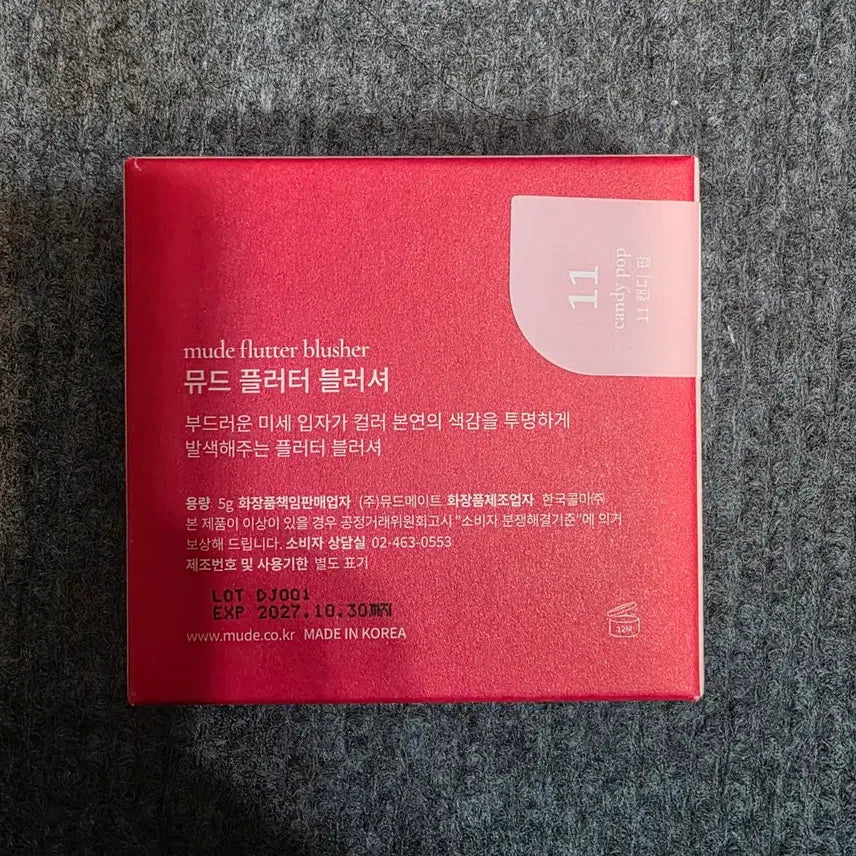 11
candy pop
11 캔디 팝
mude flutter blusher
뮤드 플러터 블러셔
부드러운 미세 입자가 컬러 본연의 색감을 투명하게
발색해주는 플러터 블러셔
용량 5g 화장품책임판매업자 (주)뮤드메이트 화장품제조업자 한국콜마㈜
본 제품이 이상이 있을 경우 공정거래위원회고시 "소비자 분쟁해결기준"에 의거
보상해 드립니다. 소비자 상담실 02-463-0553
제조번호 및 사용기한 별도 표기
LOT DJ001
EXP 2027.10.30까지
www.mude.co.kr MADE IN KOREA
12M